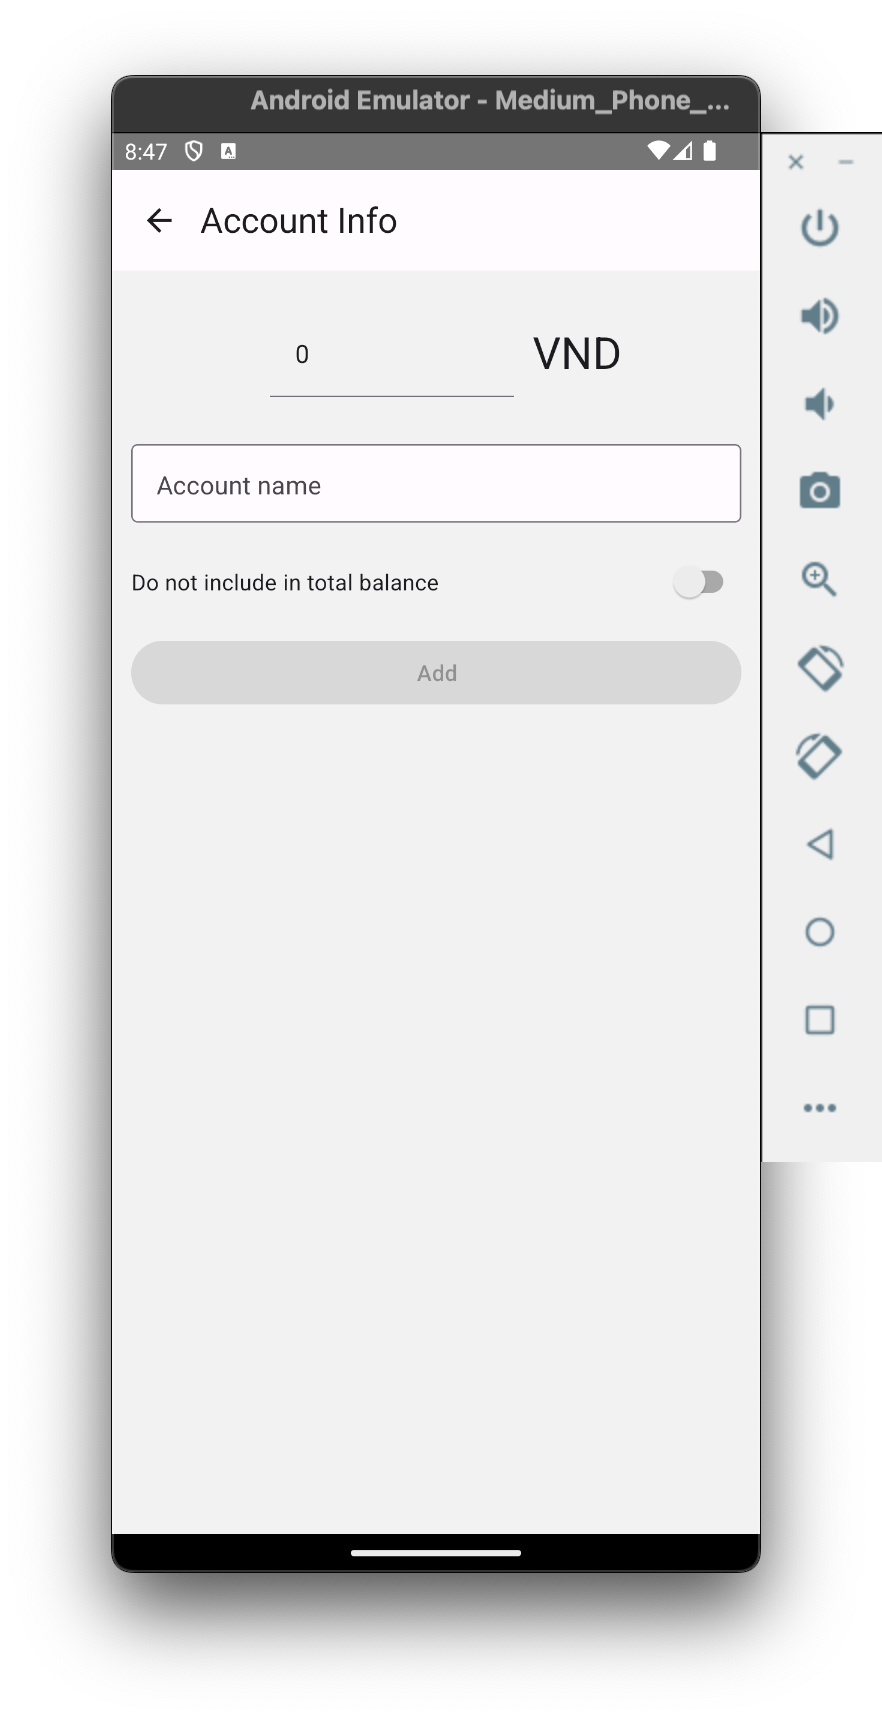 Android Emulator - Medium_Phone_...
8:47
A
Account Info
0 VND
Account name
Do not include in total balance
Add